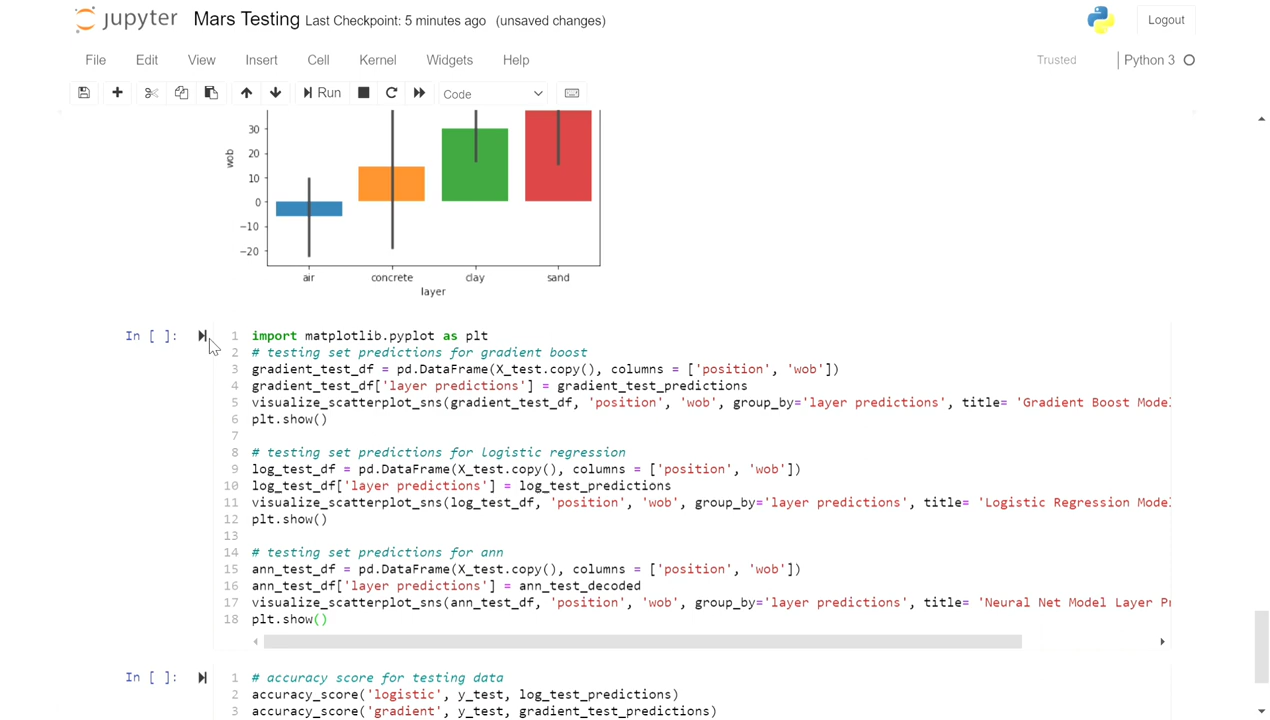 jupyter Mars Testing Last Checkpoint: 5 minutes ago (unsaved changes) Logout
File Edit View Insert Cell Kernel Widgets Help Trusted Python 3
Run Code
30
20
10
0
−10
−20
wob
air concrete clay sand
layer
In [ ]: 1 import matplotlib.pyplot as plt
2 # testing set predictions for gradient boost
3 gradient_test_df = pd.DataFrame(X_test.copy(), columns = ['position', 'wob'])
4 gradient_test_df['layer predictions'] = gradient_test_predictions
5 visualize_scatterplot_sns(gradient_test_df, 'position', 'wob', group_by='layer predictions', title= 'Gradient Boost Model
6 plt.show()
7
8 # testing set predictions for logistic regression
9 log_test_df = pd.DataFrame(X_test.copy(), columns = ['position', 'wob'])
10 log_test_df['layer predictions'] = log_test_predictions
11 visualize_scatterplot_sns(log_test_df, 'position', 'wob', group_by='layer predictions', title= 'Logistic Regression Model
12 plt.show()
13
14 # testing set predictions for ann
15 ann_test_df = pd.DataFrame(X_test.copy(), columns = ['position', 'wob'])
16 ann_test_df['layer predictions'] = ann_test_decoded
17 visualize_scatterplot_sns(ann_test_df, 'position', 'wob', group_by='layer predictions', title= 'Neural Net Model Layer Pr
18 plt.show()
In [ ]: 1 # accuracy score for testing data
2 accuracy_score('logistic', y_test, log_test_predictions)
3 accuracy_score('gradient', y_test, gradient_test_predictions)